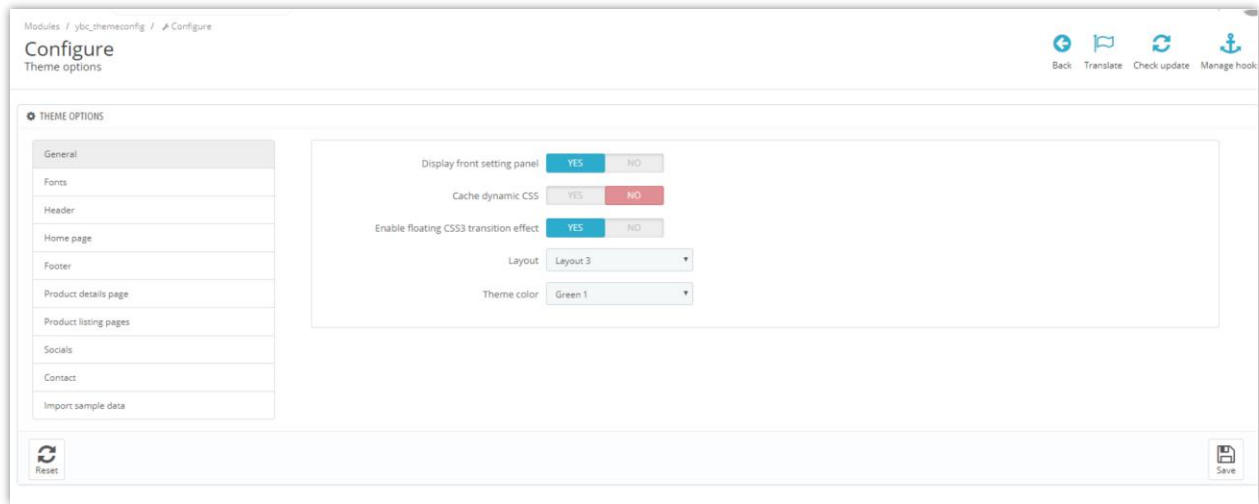 Modules / ybc_themeconfig / Configure
Configure
Theme options
Back Translate Check update Manage hook
THEME OPTIONS
General
Fonts
Header
Home page
Footer
Product details page
Product listing pages
Socials
Contact
Import sample data
Display front setting panel YES NO
Cache dynamic CSS YES NO
Enable floating CSS3 transition effect YES NO
Layout Layout 3
Theme color Green 1
Reset
Save